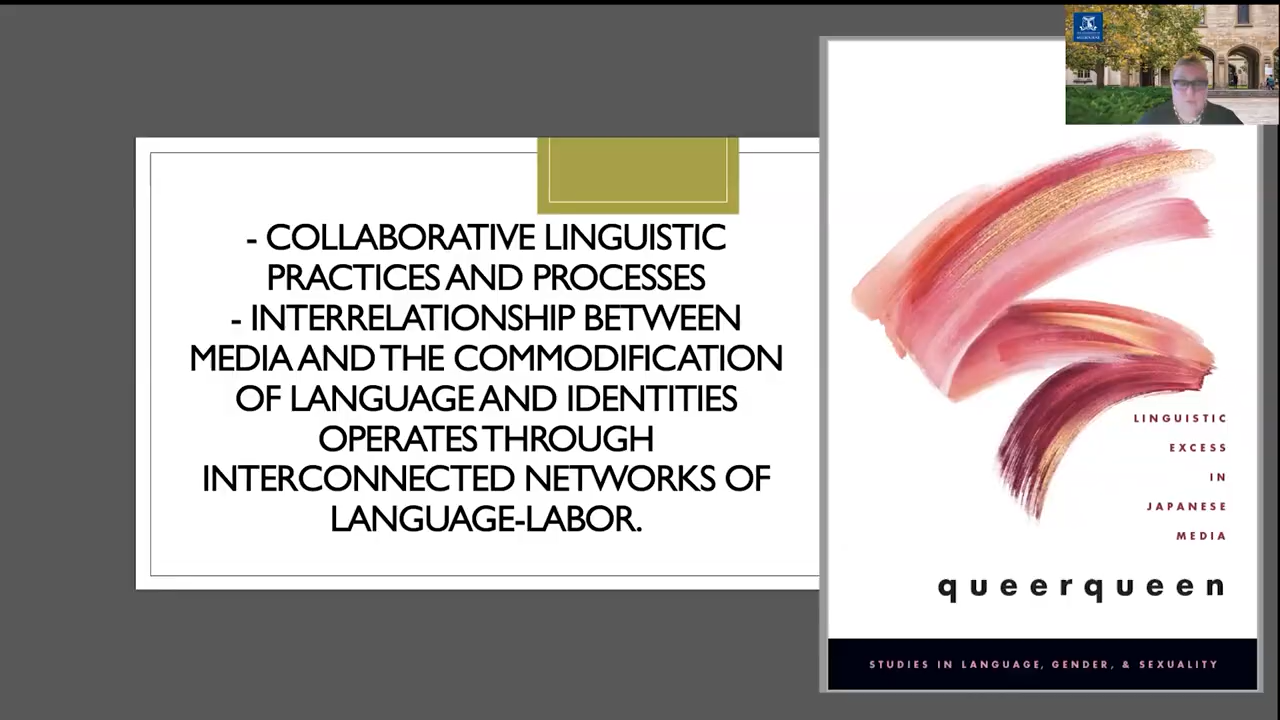 - COLLABORATIVE LINGUISTIC
PRACTICES AND PROCESSES
- INTERRELATIONSHIP BETWEEN
MEDIA AND THE COMMODIFICATION
OF LANGUAGE AND IDENTITIES
OPERATES THROUGH
INTERCONNECTED NETWORKS OF
LANGUAGE-LABOR.
LINGUISTIC
EXCESS
IN
JAPANESE
MEDIA
queerqueen
STUDIES IN LANGUAGE, GENDER, & SEXUALITY